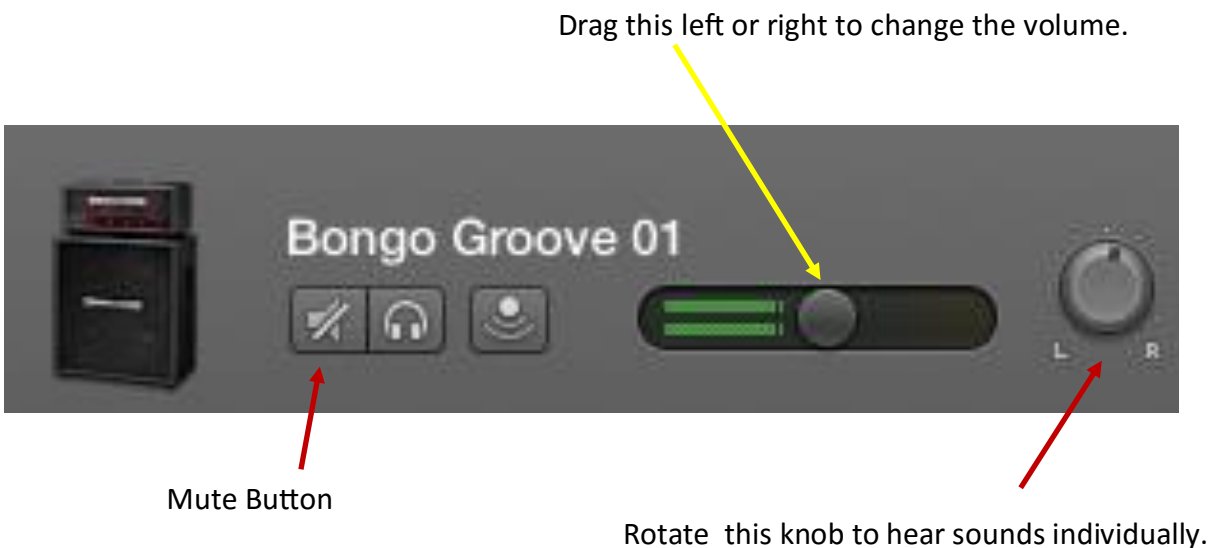 Drag this left or right to change the volume.
Bongo Groove 01
L R
Mute Button
Rotate  this knob to hear sounds individually.